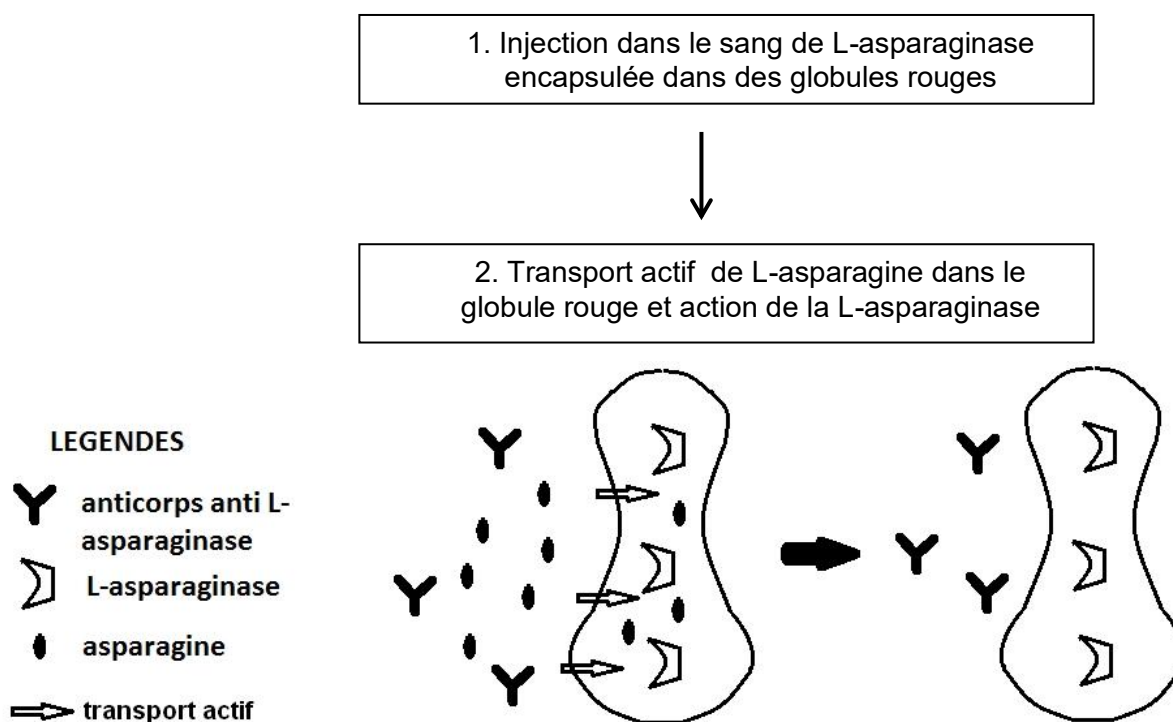 1. Injection dans le sang de L-asparaginase
encapsulée dans des globules rouges
2. Transport actif de L-asparagine dans le
globule rouge et action de la L-asparaginase
LEGENDES
anticorps anti L-
asparaginase
L-asparaginase
asparagine
transport actif